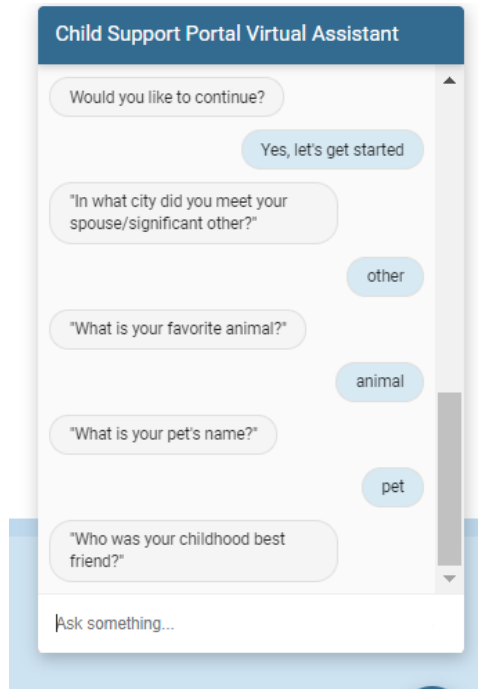 Child Support Portal Virtual Assistant
Would you like to continue?
Yes, let's get started
"In what city did you meet your
spouse/significant other?"
other
"What is your favorite animal?"
animal
"What is your pet's name?"
pet
"Who was your childhood best
friend?"
Ask something...